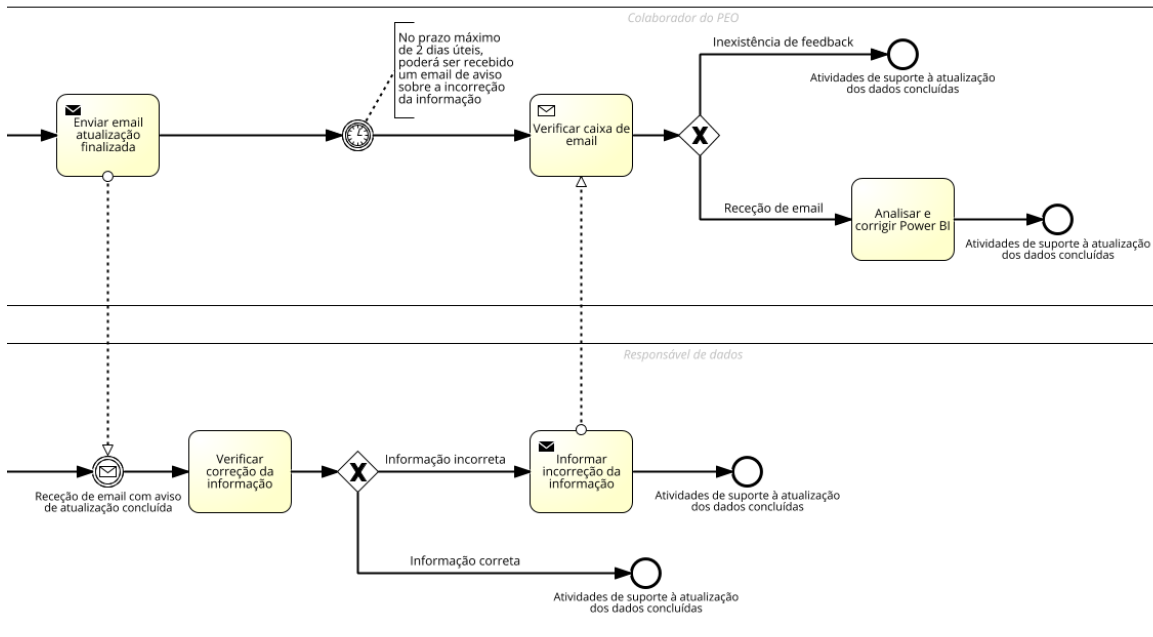 Colaborador do PEO
No prazo máximo
de 2 dias úteis,
poderá ser recebido
um email de aviso
sobre a incorreção
da informação
Inexistência de feedback
Atividades de suporte à atualização
dos dados concluídas
Enviar email
atualização
finalizada
Verificar caixa de
email
Receção de email
Analisar e
corrigir Power BI
Atividades de suporte à atualização
dos dados concluídas
Responsável de dados
Receção de email com aviso
de atualização concluída
Verificar
correção da
informação
Informação incorreta
Informar
incorreção da
informação
Atividades de suporte à atualização
dos dados concluídas
Informação correta
Atividades de suporte à atualização
dos dados concluídas